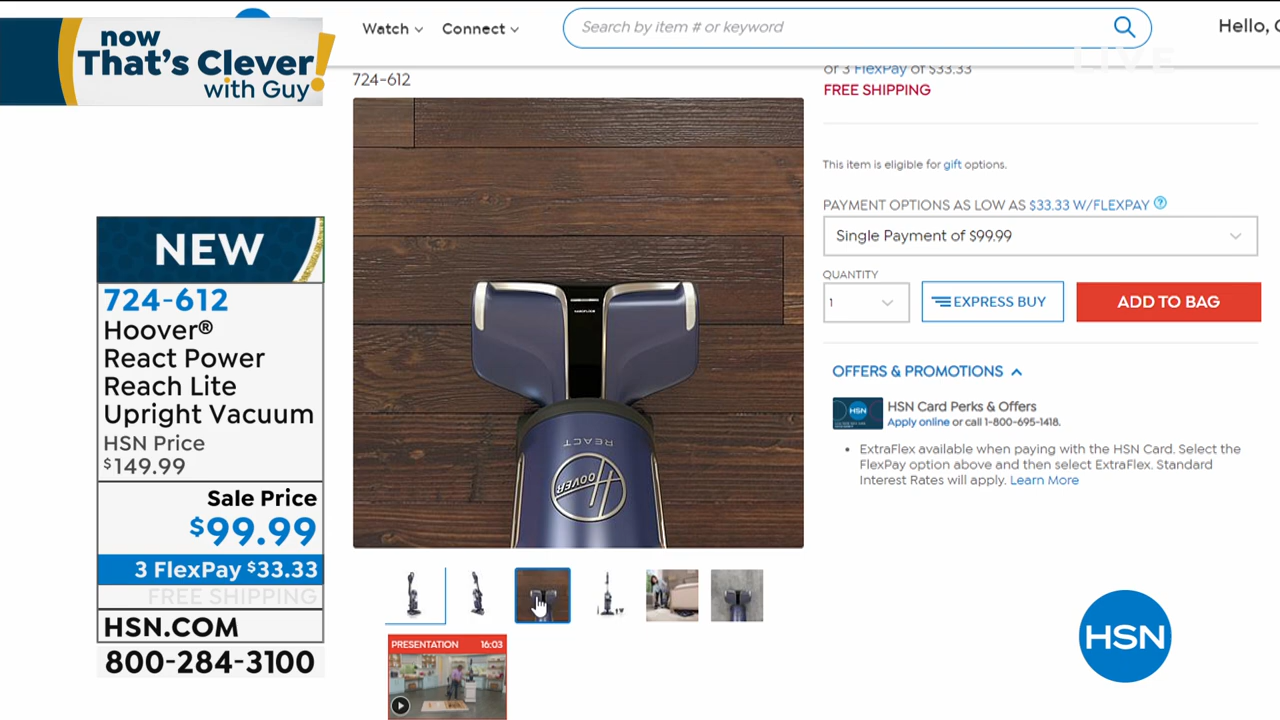 now
That's Clever!
with Guy
Watch
Connect
Search by item # or keyword
Hello,
LIVE
724-612
or 3 FlexPay of $33.33
FREE SHIPPING
This item is eligible for gift options.
PAYMENT OPTIONS AS LOW AS $33.33 W/FLEXPAY ?
Single Payment of $99.99
QUANTITY
1
EXPRESS BUY
ADD TO BAG
OFFERS & PROMOTIONS
HSN
HSN Card Perks & Offers
Apply online or call 1-800-695-1418.
• ExtraFlex available when paying with the HSN Card. Select the
FlexPay option above and then select ExtraFlex. Standard
Interest Rates will apply. Learn More
NEW
724-612
Hoover®
React Power
Reach Lite
Upright Vacuum
HSN Price
$149.99
Sale Price
$99.99
3 FlexPay $33.33
FREE SHIPPING
HSN.COM
800-284-3100
REACT
HOOVER
PRESENTATION 16:03
HSN